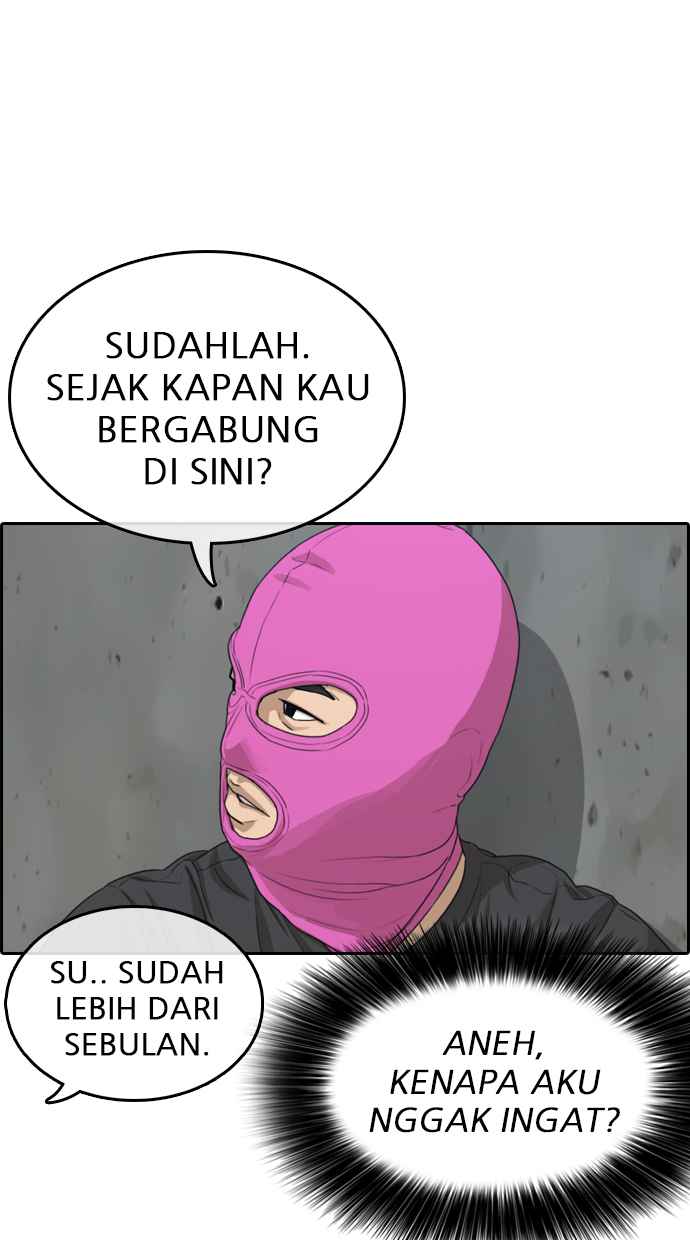 SUDAHLAH.
SEJAK KAPAN KAU
BERGABUNG
DI SINI?
SU.. SUDAH
LEBIH DARI
SEBULAN.
ANEH,
KENAPA AKU
NGGAK INGAT?